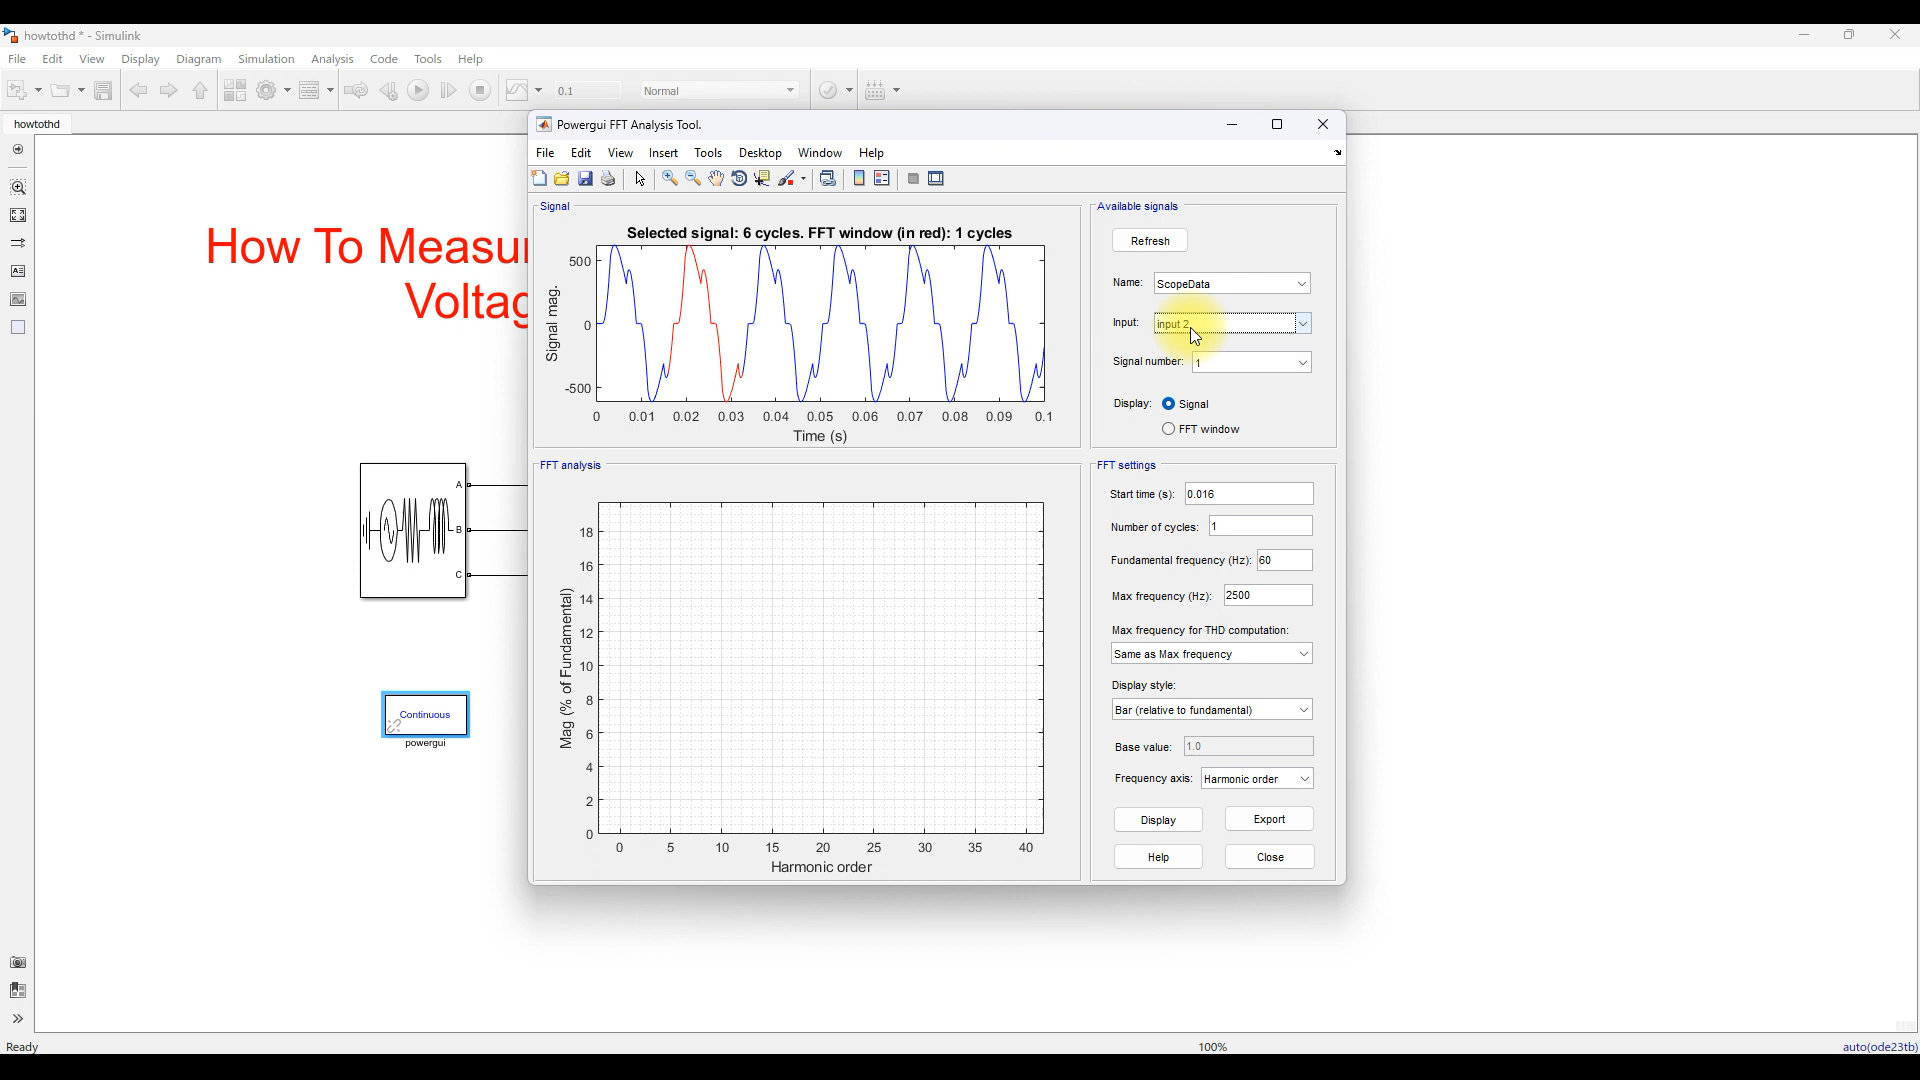 howtothd * - Simulink
File Edit View Display Diagram Simulation Analysis Code Tools Help
0.1 Normal
howtothd
How To Measu
Voltag
A
B
C
Continuous
powergui
Powergui FFT Analysis Tool.
File Edit View Insert Tools Desktop Window Help
Signal
Selected signal: 6 cycles. FFT window (in red): 1 cycles
500
0
-500
Signal mag.
0 0.01 0.02 0.03 0.04 0.05 0.06 0.07 0.08 0.09 0.1
Time (s)
FFT analysis
18
16
14
12
10
8
6
4
2
0
Mag (% of Fundamental)
0 5 10 15 20 25 30 35 40
Harmonic order
Available signals
Refresh
Name: ScopeData
Input: input 2
Signal number: 1
Display: Signal
FFT window
FFT settings
Start time (s): 0.016
Number of cycles: 1
Fundamental frequency (Hz): 60
Max frequency (Hz): 2500
Max frequency for THD computation:
Same as Max frequency
Display style:
Bar (relative to fundamental)
Base value: 1.0
Frequency axis: Harmonic order
Display Export
Help Close
Ready 100% auto(ode23tb)